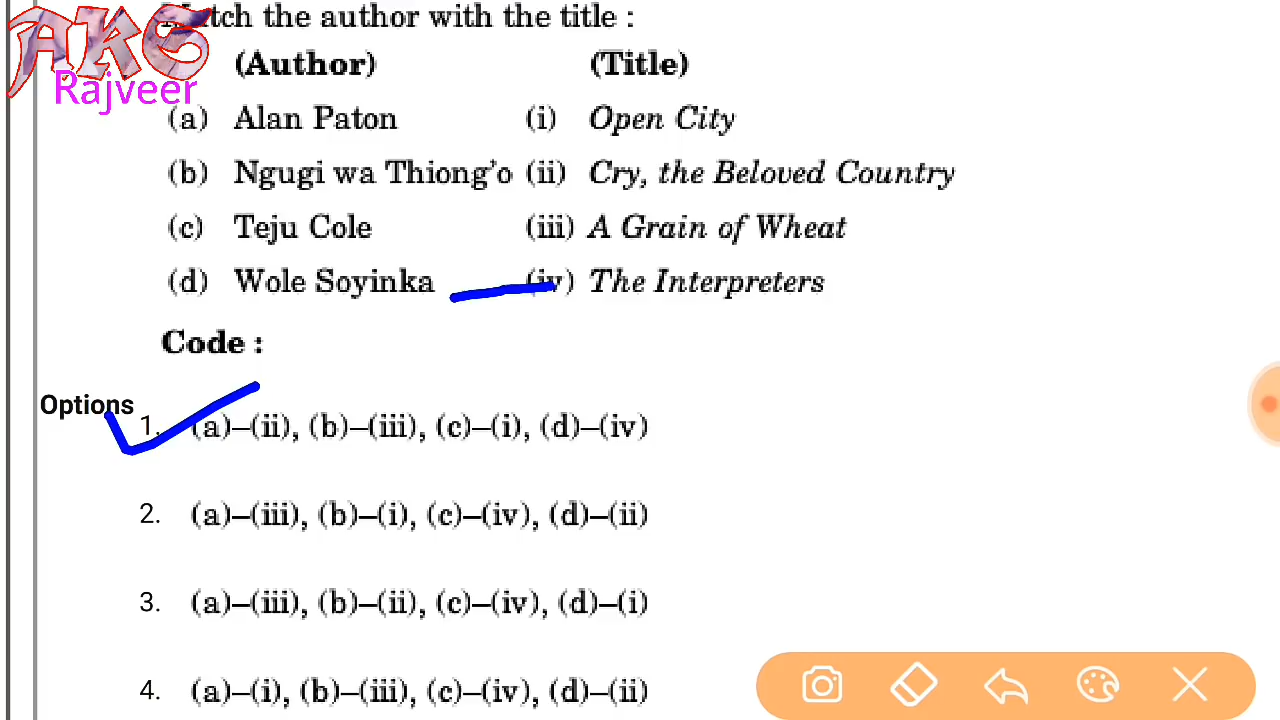 AKS
Rajveer
Match the author with the title :
(Author) (Title)
(a) Alan Paton (i) Open City
(b) Ngugi wa Thiong’o (ii) Cry, the Beloved Country
(c) Teju Cole (iii) A Grain of Wheat
(d) Wole Soyinka (iv) The Interpreters
Code :
Options
1. (a)–(ii), (b)–(iii), (c)–(i), (d)–(iv)
2. (a)–(iii), (b)–(i), (c)–(iv), (d)–(ii)
3. (a)–(iii), (b)–(ii), (c)–(iv), (d)–(i)
4. (a)–(i), (b)–(iii), (c)–(iv), (d)–(ii)